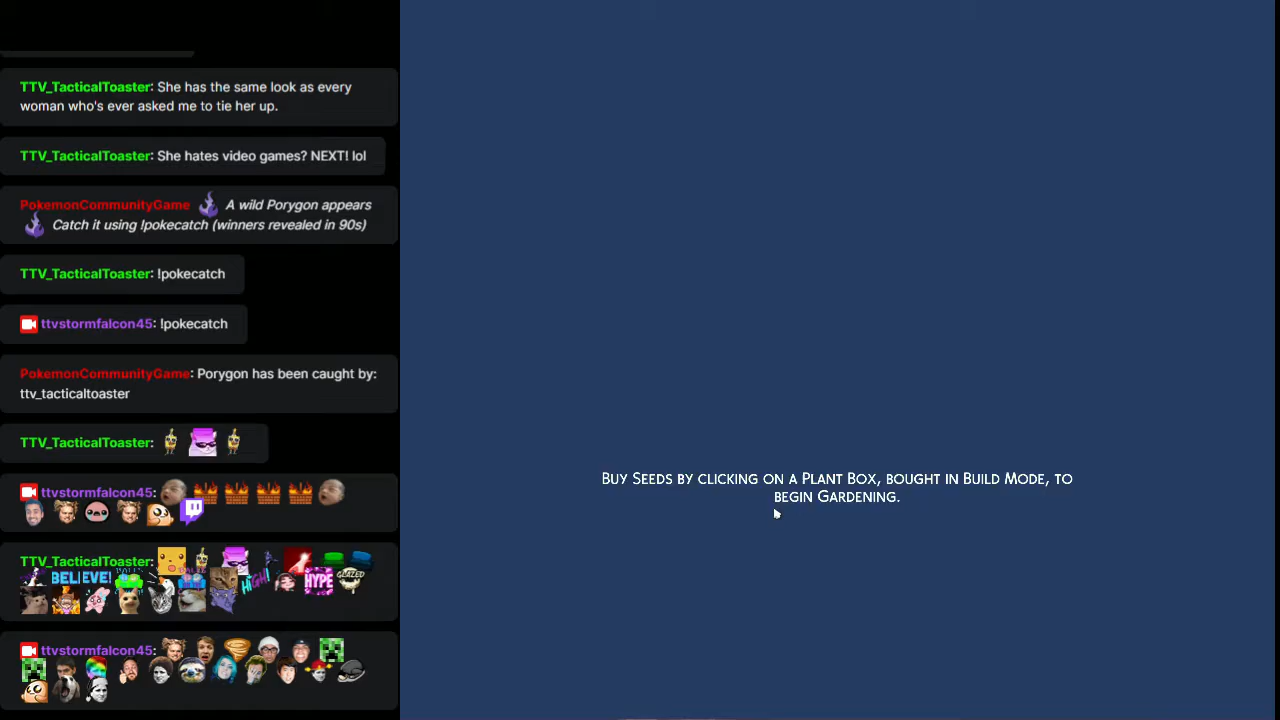 TTV_TacticalToaster: She has the same look as every
woman who's ever asked me to tie her up.
TTV_TacticalToaster: She hates video games? NEXT! lol
PokemonCommunityGame A wild Porygon appears
Catch it using !pokecatch (winners revealed in 90s)
TTV_TacticalToaster: !pokecatch
ttvstormfalcon45: !pokecatch
PokemonCommunityGame: Porygon has been caught by:
ttv_tacticaltoaster
TTV_TacticalToaster:
ttvstormfalcon45:
TTV_TacticalToaster:
BELIEVE! HIGH! HYPE GLAZED
ttvstormfalcon45:
BUY SEEDS BY CLICKING ON A PLANT BOX, BOUGHT IN BUILD MODE, TO
BEGIN GARDENING.